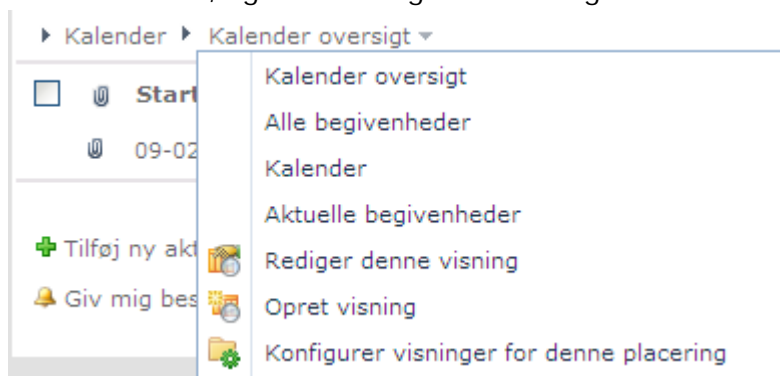 Kalender Kalender oversigt
Kalender oversigt
Start
Alle begivenheder
09-02
Kalender
Aktuelle begivenheder
Tilføj ny akt
Rediger denne visning
Giv mig bes
Opret visning
Konfigurer visninger for denne placering